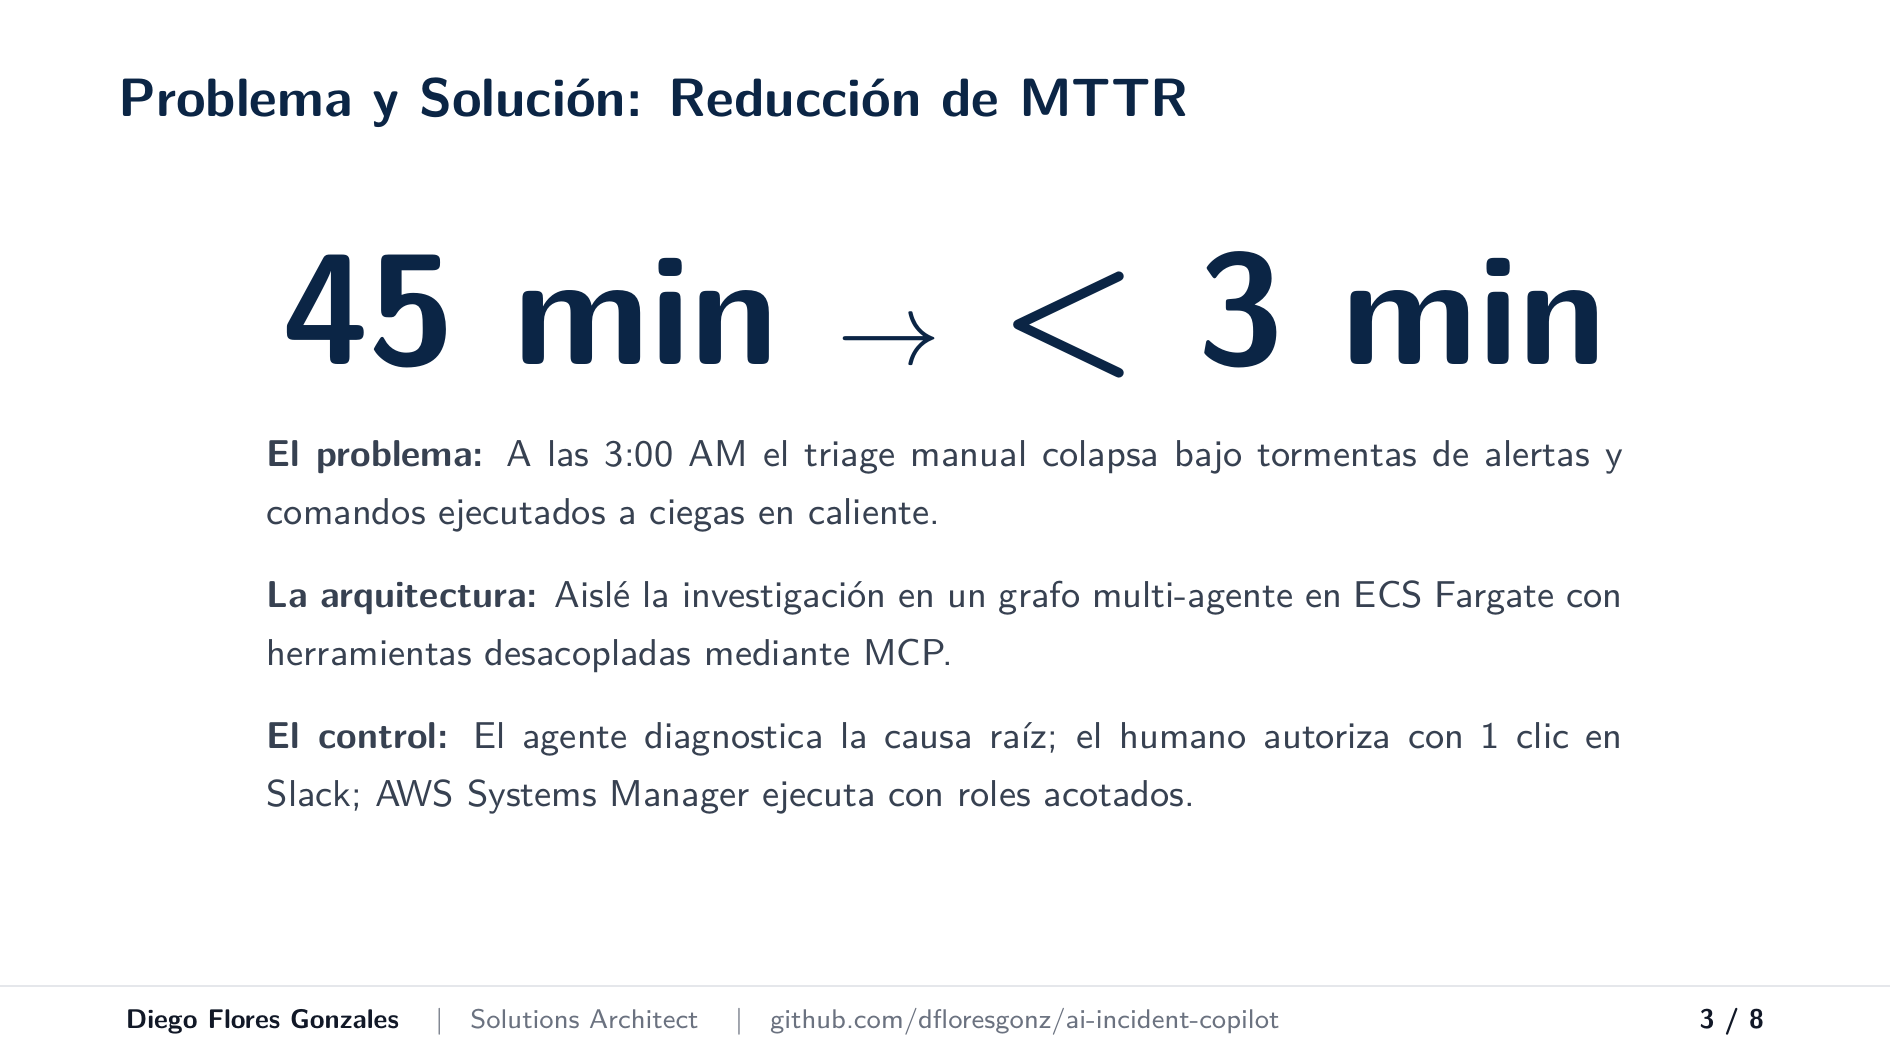 Problema y Solución: Reducción de MTTR
45 min → < 3 min
El problema: A las 3:00 AM el triage manual colapsa bajo tormentas de alertas y
comandos ejecutados a ciegas en caliente.
La arquitectura: Aislé la investigación en un grafo multi-agente en ECS Fargate con
herramientas desacopladas mediante MCP.
El control: El agente diagnostica la causa raíz; el humano autoriza con 1 clic en
Slack; AWS Systems Manager ejecuta con roles acotados.
Diego Flores Gonzales | Solutions Architect | github.com/dfloresgonz/ai-incident-copilot 3 / 8